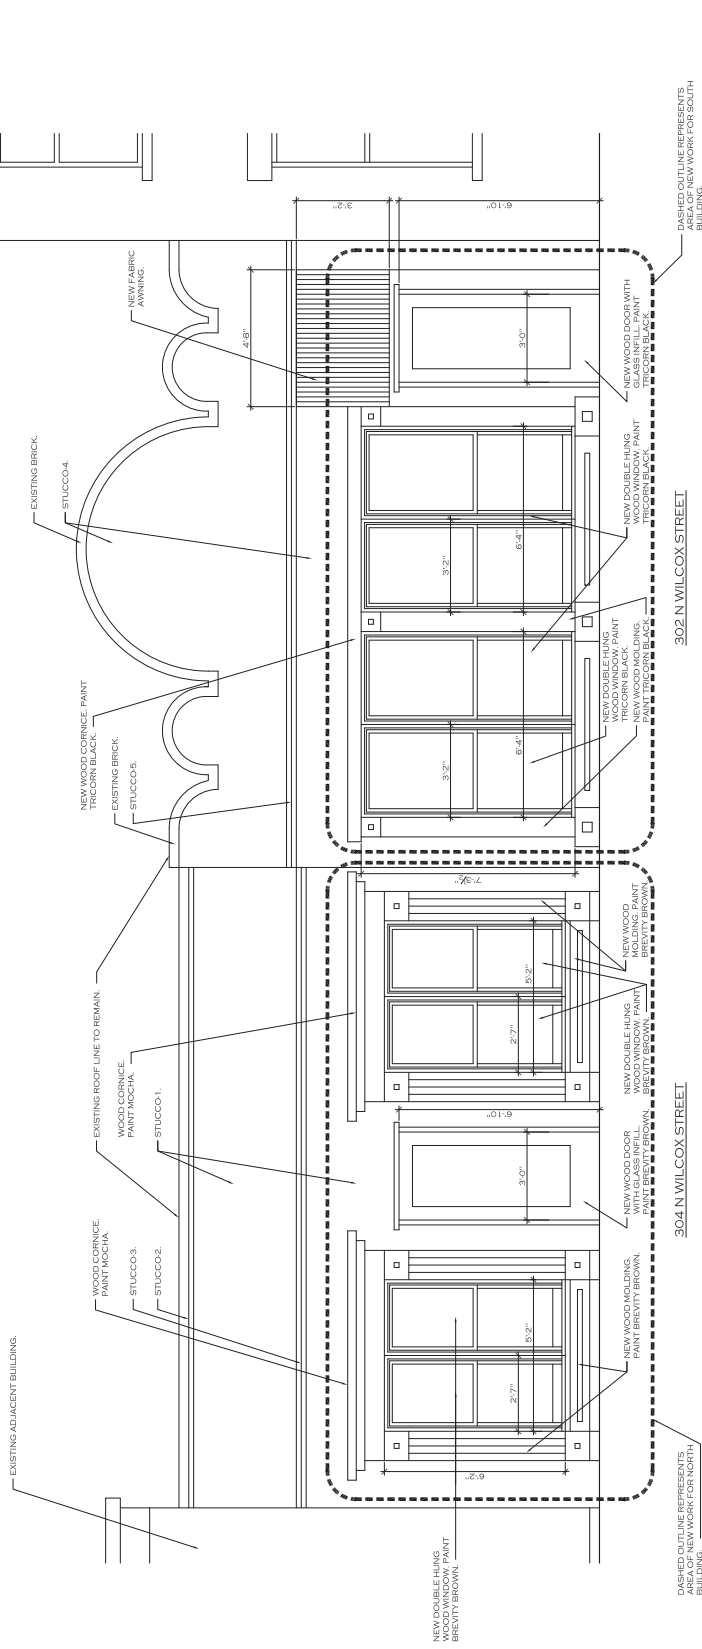 EXISTING ADJACENT BUILDING.
WOOD CORNICE.
PAINT MOCHA.
STUCCO-3.
STUCCO-2.
EXISTING ROOF LINE TO REMAIN.
WOOD CORNICE.
PAINT MOCHA.
STUCCO-1.
NEW WOOD CORNICE. PAINT
TRICORN BLACK.
EXISTING BRICK.
STUCCO-5.
EXISTING BRICK.
STUCCO-4.
NEW FABRIC
AWNING.
4'-8"
3'-2"
6'-10"
3'-0"
3'-2"
6'-4"
3'-2"
6'-4"
7'-3½"
5'-2"
2'-7"
6'-10"
3'-0"
5'-2"
2'-7"
6'-2"
NEW DOUBLE HUNG
WOOD WINDOW. PAINT
BREVITY BROWN.
NEW WOOD MOLDING.
PAINT BREVITY BROWN.
NEW WOOD DOOR
WITH GLASS INFILL.
PAINT BREVITY BROWN.
NEW DOUBLE HUNG
WOOD WINDOW. PAINT
BREVITY BROWN.
NEW WOOD
MOLDING. PAINT
BREVITY BROWN.
NEW DOUBLE HUNG
WOOD WINDOW. PAINT
TRICORN BLACK.
NEW WOOD MOLDING.
PAINT TRICORN BLACK.
NEW DOUBLE HUNG
WOOD WINDOW. PAINT
TRICORN BLACK.
NEW WOOD DOOR WITH
GLASS INFILL. PAINT
TRICORN BLACK.
304 N WILCOX STREET
302 N WILCOX STREET
DASHED OUTLINE REPRESENTS
AREA OF NEW WORK FOR NORTH
BUILDING.
DASHED OUTLINE REPRESENTS
AREA OF NEW WORK FOR SOUTH
BUILDING.